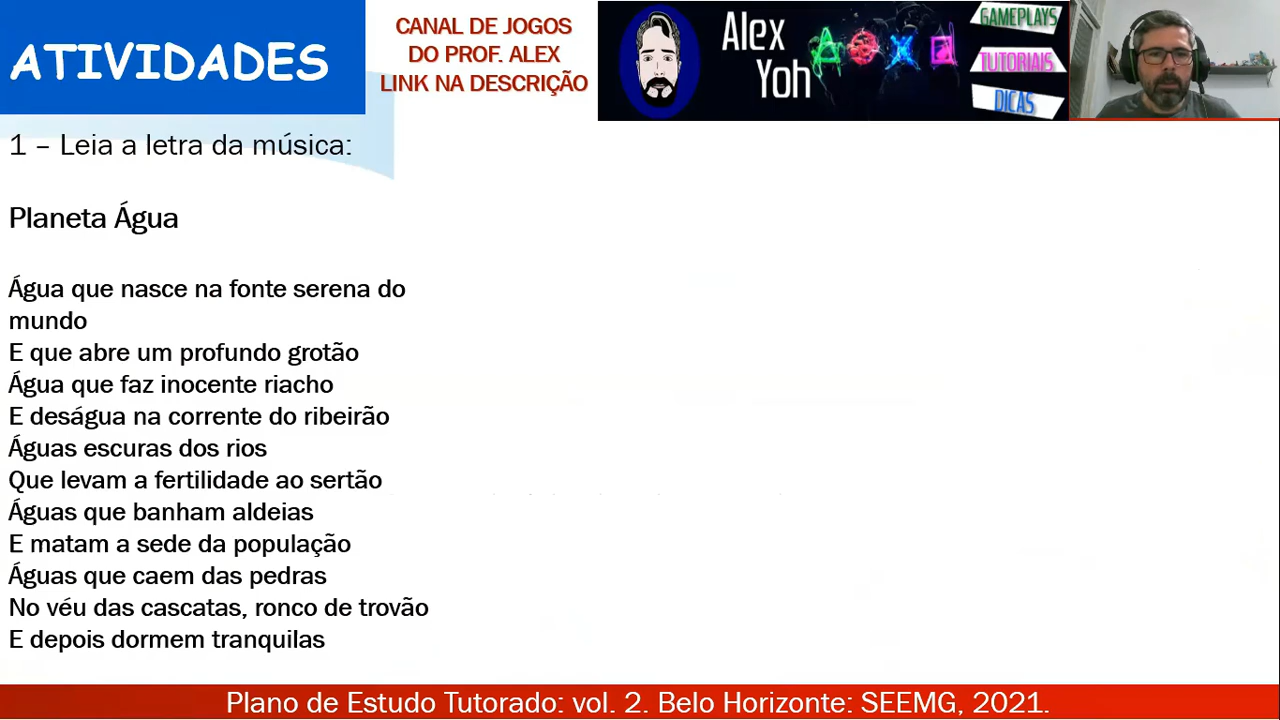 ATIVIDADES
CANAL DE JOGOS
DO PROF. ALEX
LINK NA DESCRIÇÃO
Alex
Yoh
GAMEPLAYS
TUTORIAIS
DICAS
1 – Leia a letra da música:
Planeta Água
Água que nasce na fonte serena do
mundo
E que abre um profundo grotão
Água que faz inocente riacho
E deságua na corrente do ribeirão
Águas escuras dos rios
Que levam a fertilidade ao sertão
Águas que banham aldeias
E matam a sede da população
Águas que caem das pedras
No véu das cascatas, ronco de trovão
E depois dormem tranquilas
Plano de Estudo Tutorado: vol. 2. Belo Horizonte: SEEMG, 2021.